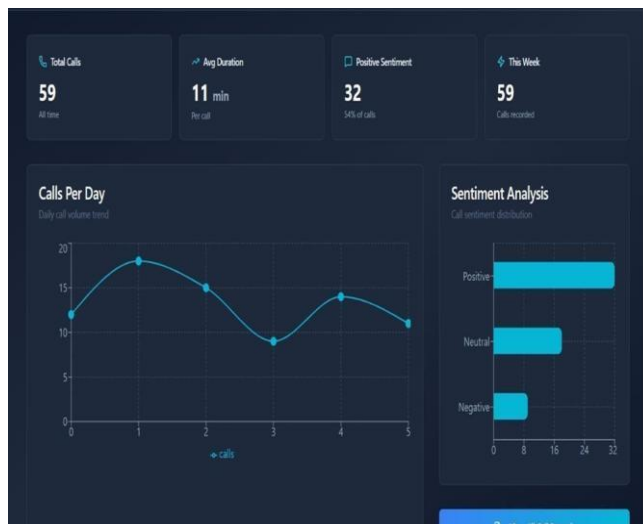 Total Calls
59
All time
Avg Duration
11 min
Per call
Positive Sentiment
32
54% of calls
This Week
59
Calls recorded
Calls Per Day
Daily call volume trend
20
15
10
5
0
0 1 2 3 4 5
calls
Sentiment Analysis
Call sentiment distribution
Positive
Neutral
Negative
0 8 16 24 32